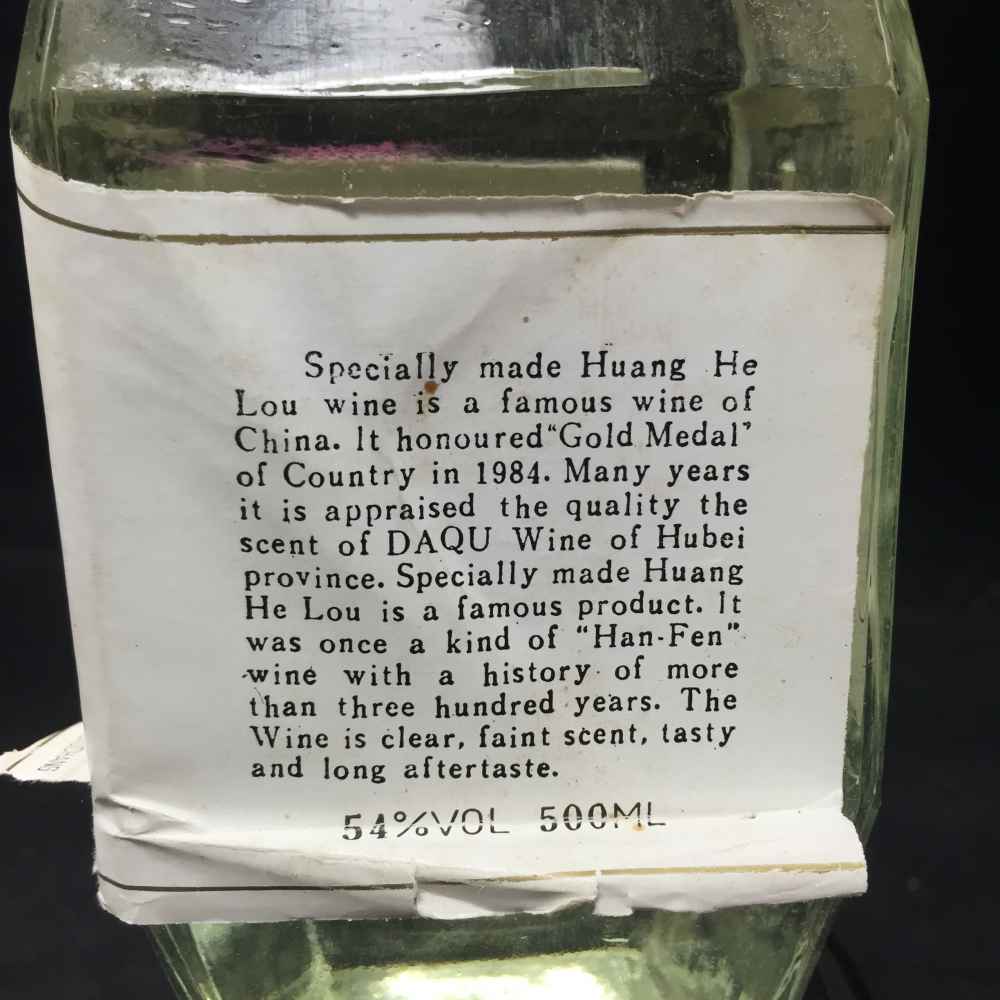 Specially made Huang He
Lou wine is a famous wine of
China. It honoured "Gold Medal"
of Country in 1984. Many years
it is appraised the quality the
scent of DAQU Wine of Hubei
province. Specially made Huang
He Lou is a famous product. It
was once a kind of "Han-Fen"
wine with a history of more
than three hundred years. The
Wine is clear, faint scent, tasty
and long aftertaste.
54%VOL 500ML